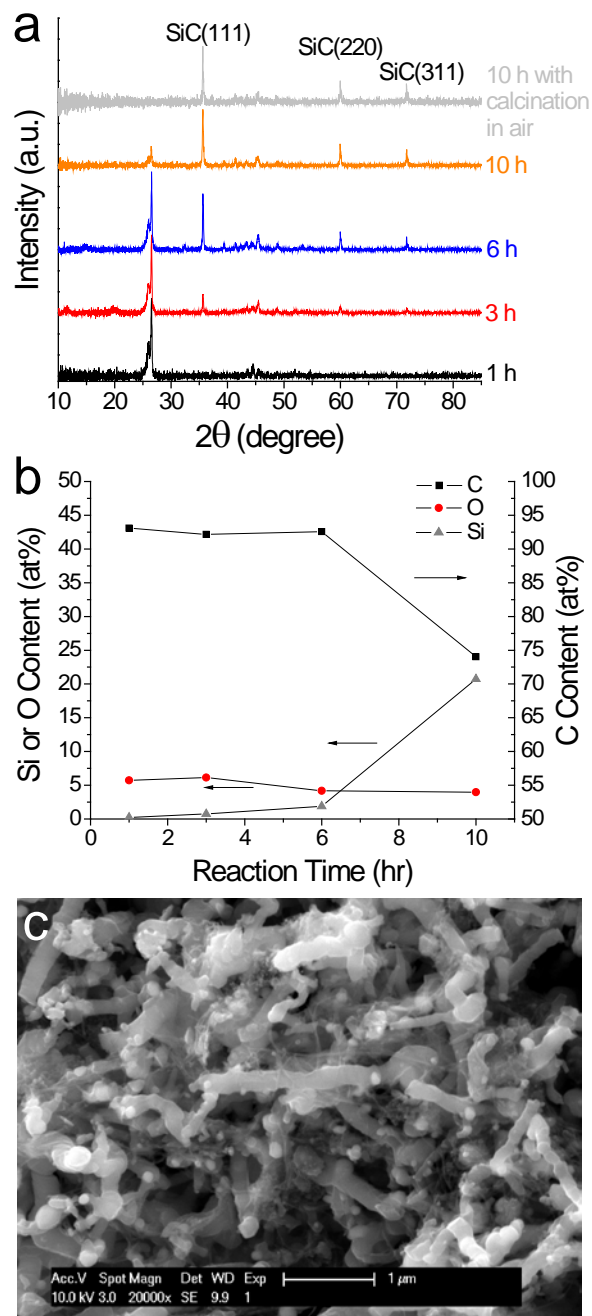 a
SiC(111)
SiC(220)
SiC(311)
10 h with
calcination
in air
10 h
6 h
3 h
1 h
Intensity (a.u.)
10 20 30 40 50 60 70 80
2θ (degree)
b
50 100
45 95
40 90
35 85
30 80
25 75
20 70
15 65
10 60
5 55
0 50
C
O
Si
Si or O Content (at%)
C Content (at%)
0 2 4 6 8 10
Reaction Time (hr)
c
Acc.V Spot Magn Det WD Exp
10.0 kV 3.0 20000x SE 9.9 1
1 μm